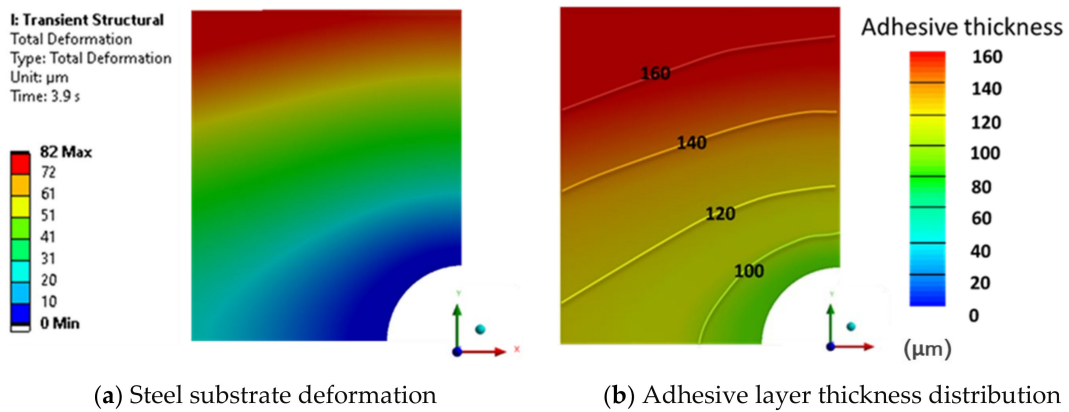 I: Transient Structural
Total Deformation
Type: Total Deformation
Unit: µm
Time: 3.9 s
82 Max
72
61
51
41
31
20
10
0 Min
Y
X
160
140
120
100
Y
Adhesive thickness
160
140
120
100
80
60
40
20
0
(µm)
(a) Steel substrate deformation
(b) Adhesive layer thickness distribution